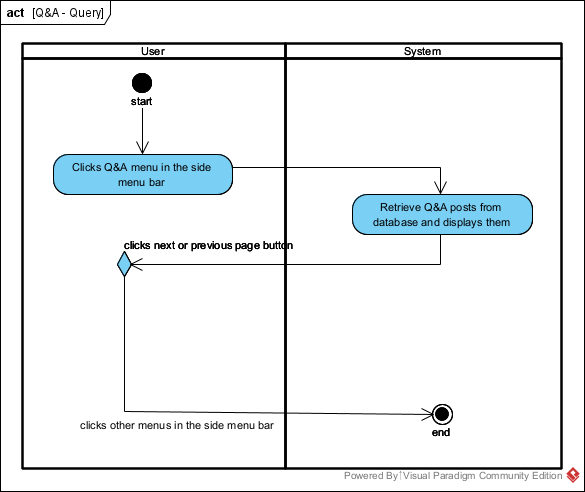 act [Q&A - Query]
User
System
start
Clicks Q&A menu in the side
menu bar
Retrieve Q&A posts from
database and displays them
clicks next or previous page button
clicks other menus in the side menu bar
end
Powered By Visual Paradigm Community Edition